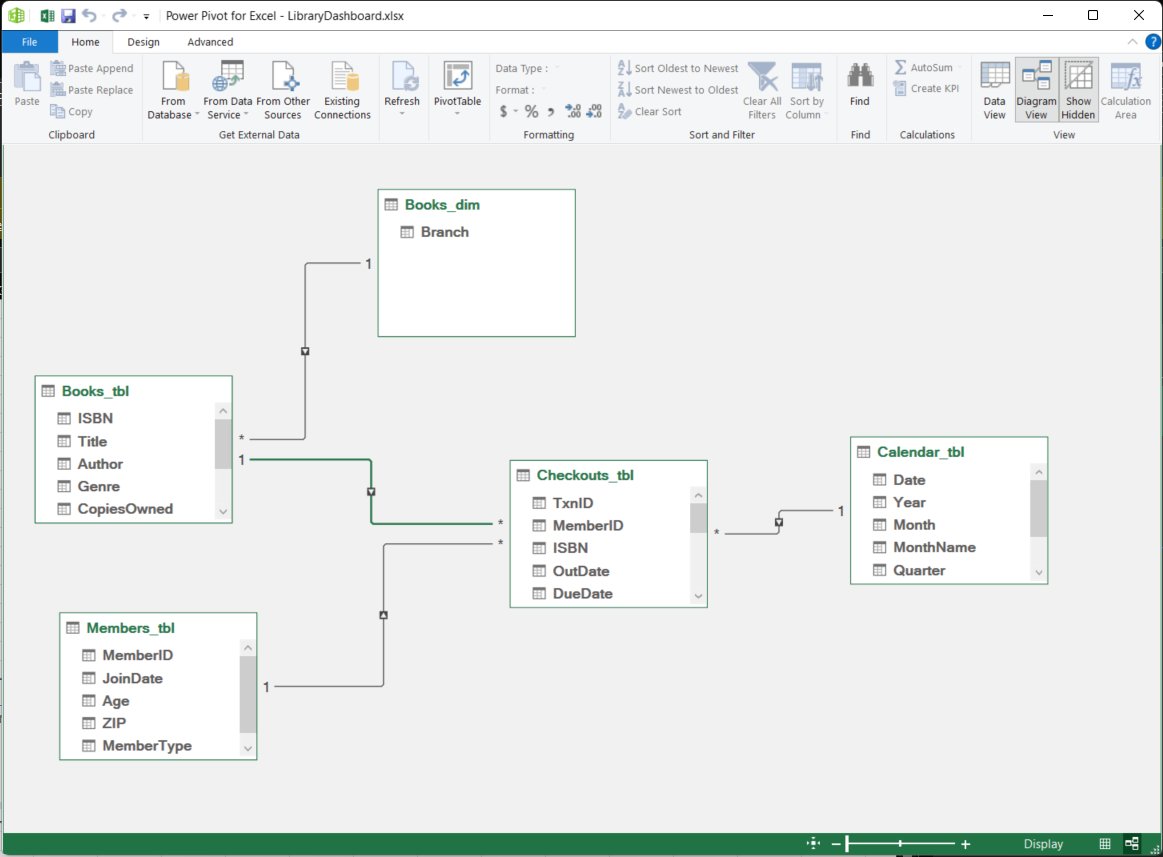 Power Pivot for Excel - LibraryDashboard.xlsx
File Home Design Advanced ?
Paste
Paste Append
Paste Replace
Copy
Clipboard
From Database
From Data Service
From Other Sources
Existing Connections
Get External Data
Refresh
PivotTable
Data Type :
Format :
$ % , .00 .00
Formatting
Sort Oldest to Newest
Sort Newest to Oldest
Clear Sort
Clear All Filters
Sort by Column
Sort and Filter
Find
Find
AutoSum
Create KPI
Calculations
Data View
Diagram View
Show Hidden
Calculation Area
View
Books_dim
Branch
1
Books_tbl
ISBN
Title
Author
Genre
CopiesOwned
*
1
Checkouts_tbl
TxnID
MemberID
ISBN
OutDate
DueDate
*
*
*
1
Calendar_tbl
Date
Year
Month
MonthName
Quarter
Members_tbl
MemberID
JoinDate
Age
ZIP
MemberType
1
Display